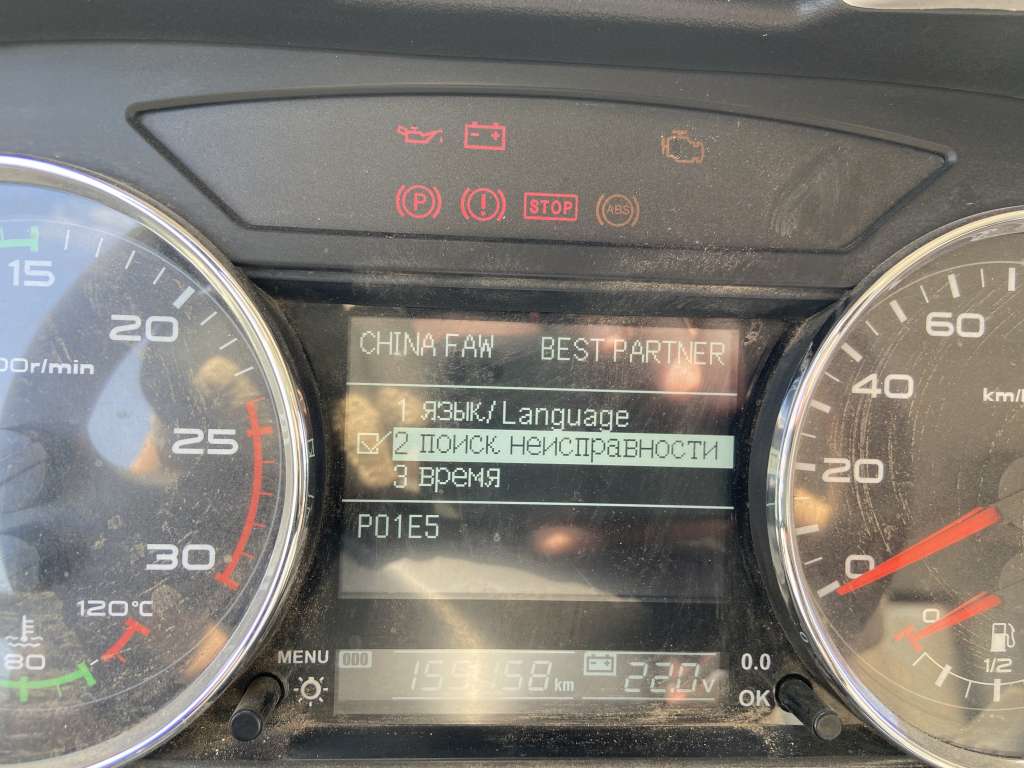 P STOP ABS
CHINA FAW BEST PARTNER
1 язык/Language
2 поиск неисправности
3 время
P01E5
15
20
25
30
00r/min
120°C
80
60
40
20
0
km/
0
1/2
MENU
000
km
22.0v
0.0
OK